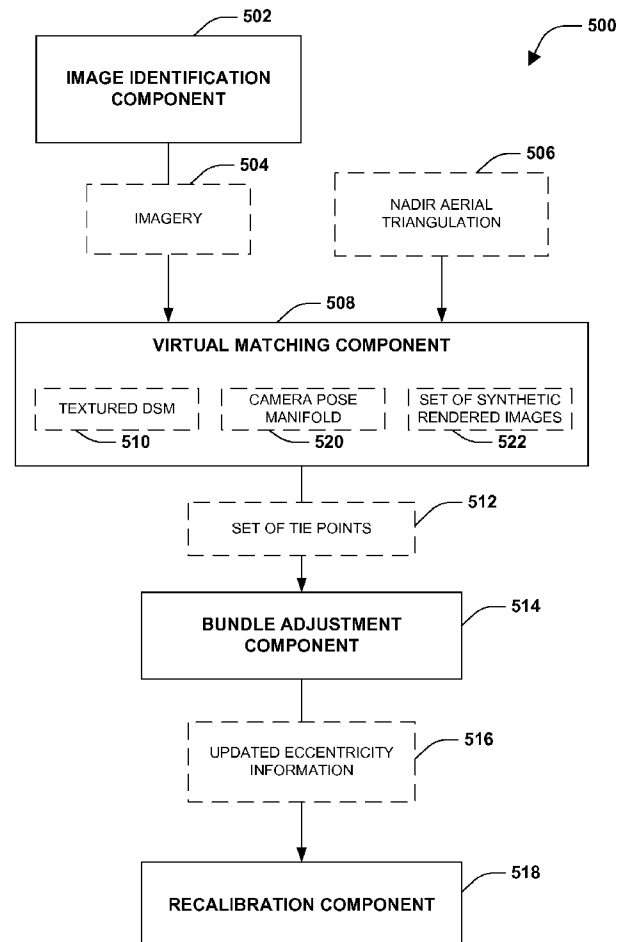 502
500
IMAGE IDENTIFICATION
COMPONENT
504
506
IMAGERY
NADIR AERIAL
TRIANGULATION
508
VIRTUAL MATCHING COMPONENT
TEXTURED DSM
510
CAMERA POSE
MANIFOLD
520
SET OF SYNTHETIC
RENDERED IMAGES
522
512
SET OF TIE POINTS
514
BUNDLE ADJUSTMENT
COMPONENT
516
UPDATED ECCENTRICITY
INFORMATION
518
RECALIBRATION COMPONENT